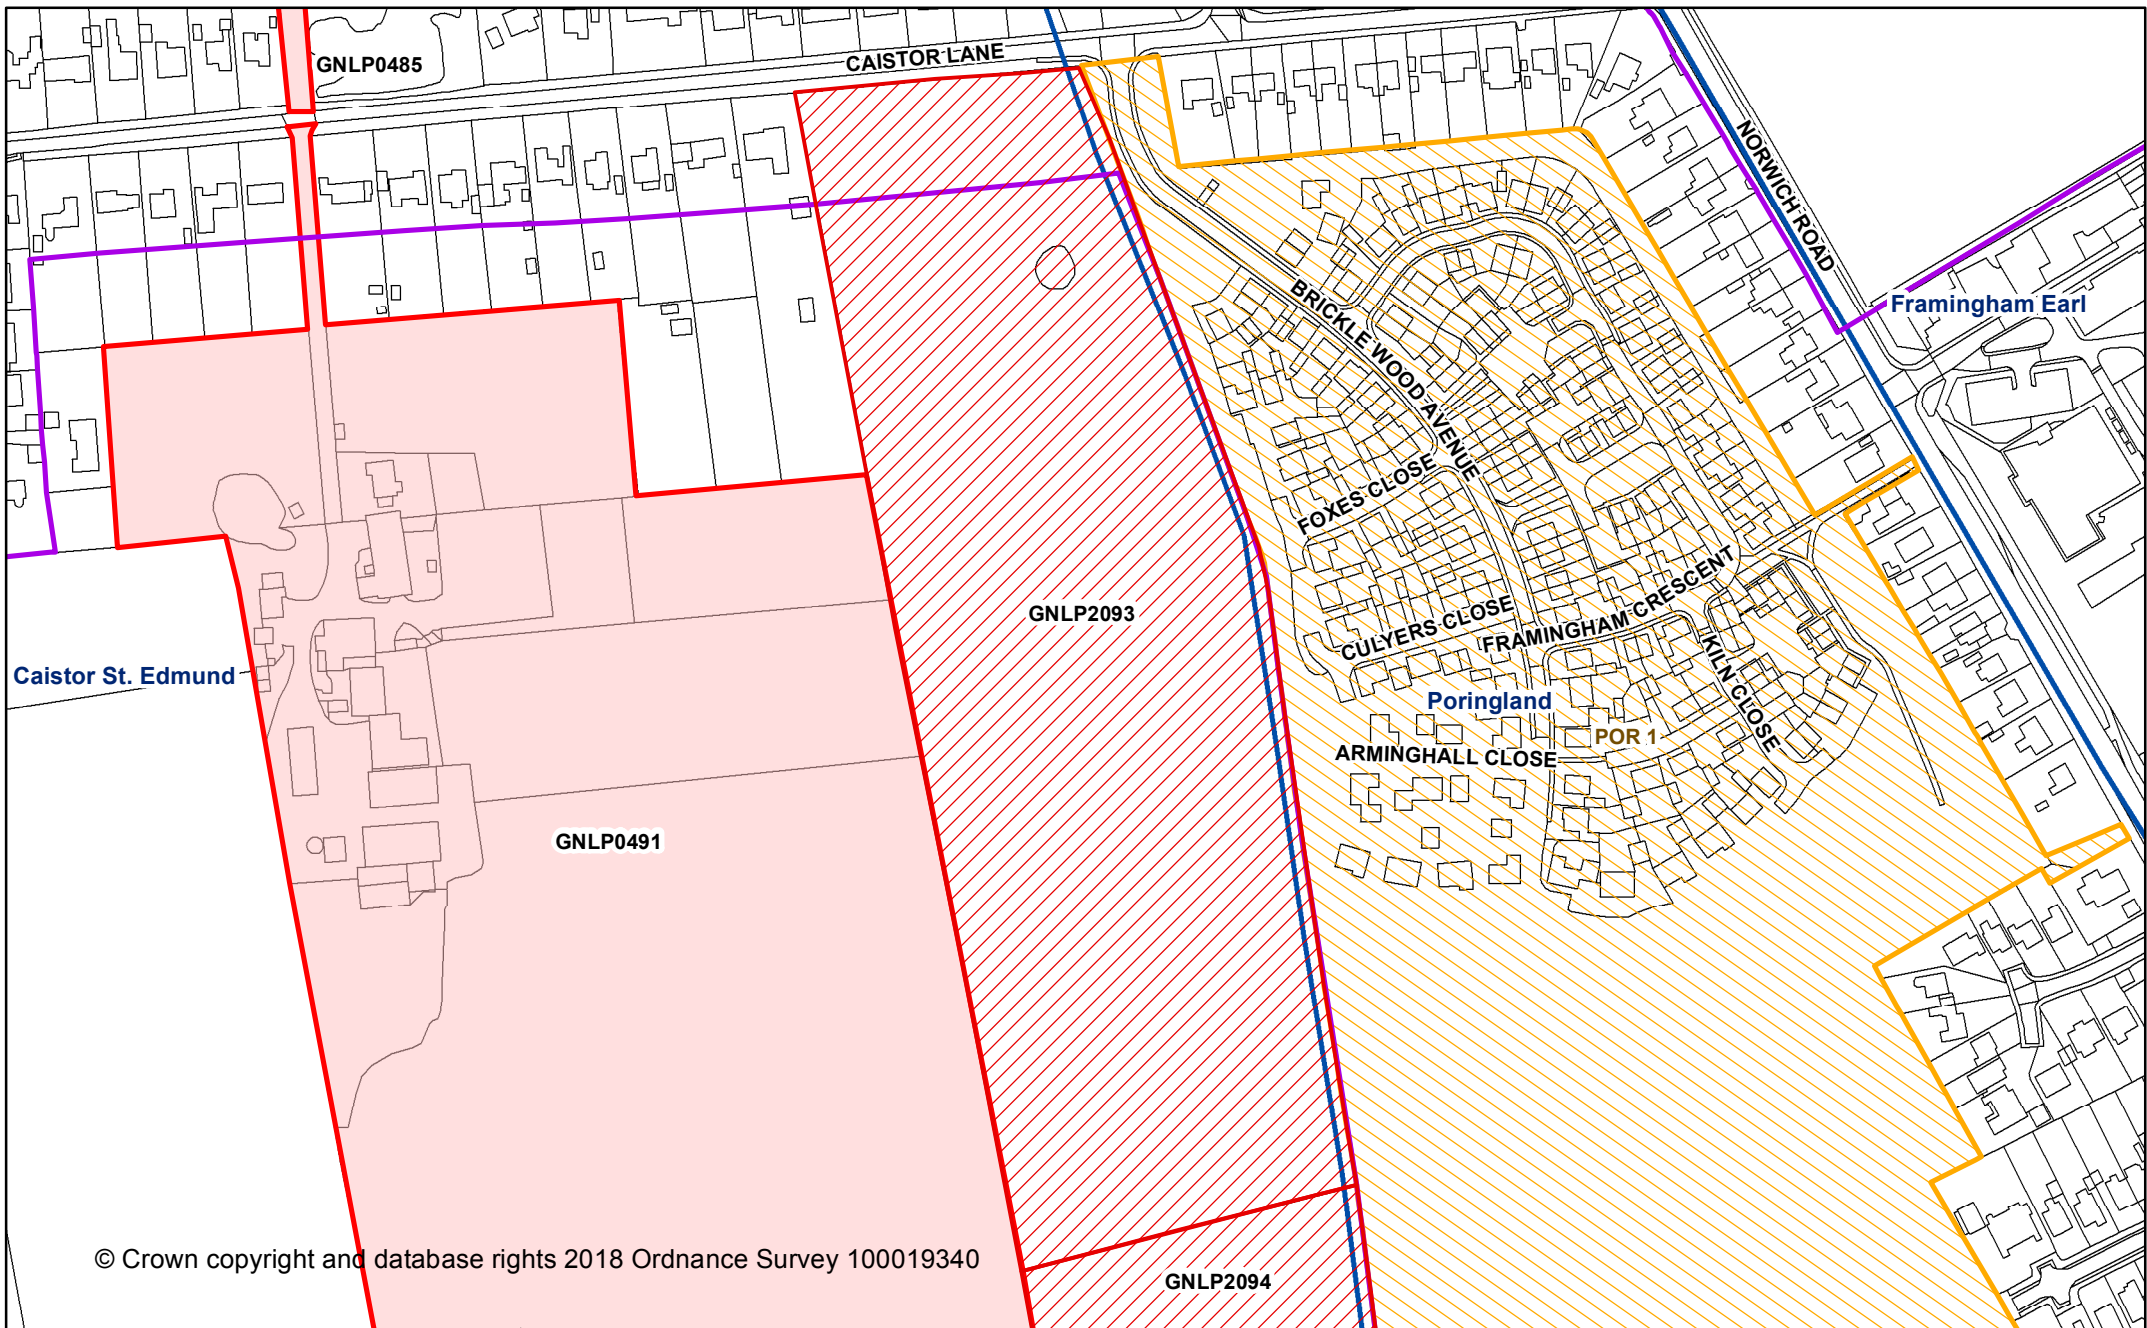 GNLP0485
CAISTOR LANE
NORWICH ROAD
Framingham Earl
BRICKLE WOOD AVENUE
FOXES CLOSE
GNLP2093
CULYERS CLOSE
FRAMINGHAM CRESCENT
KILN CLOSE
Caistor St. Edmund
Poringland
POR 1
ARMINGHALL CLOSE
GNLP0491
© Crown copyright and database rights 2018 Ordnance Survey 100019340
GNLP2094